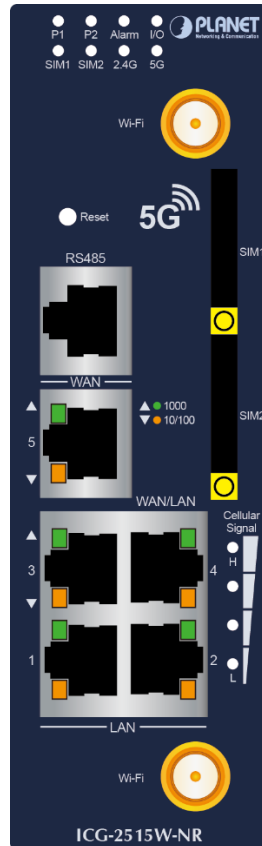 P1 P2 Alarm I/O
PLANET
Networking & Communication
SIM1 SIM2 2.4G 5G
Wi-Fi
5G
Reset
SIM1
RS485
WAN
1000
10/100
5
SIM2
WAN/LAN
Cellular
Signal
3
4
H
1
2
L
LAN
Wi-Fi
ICG-2515W-NR